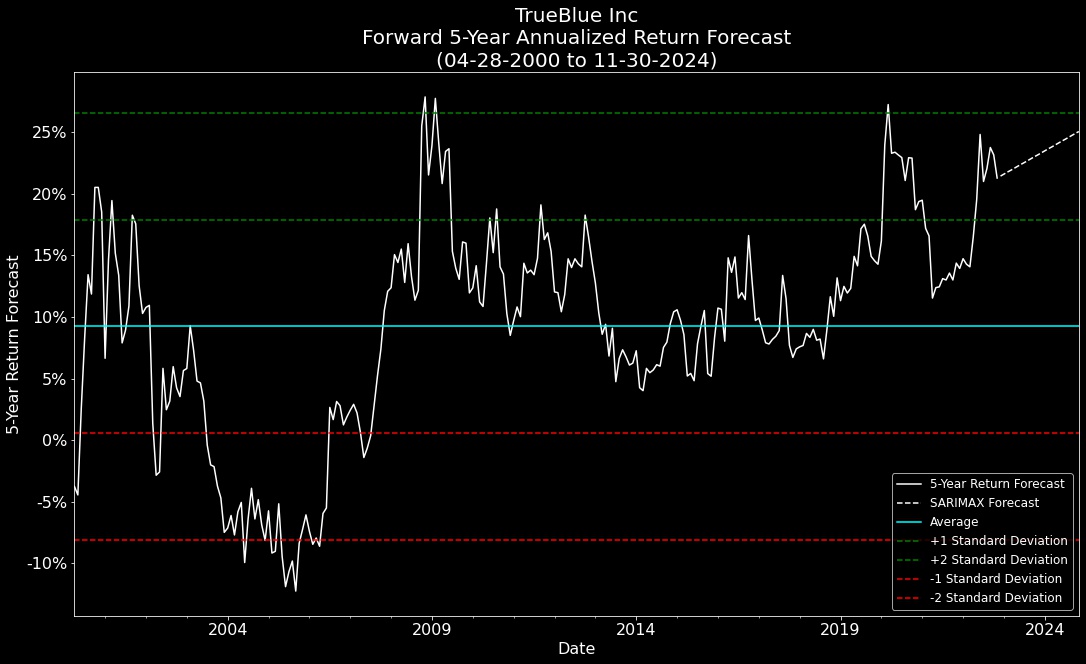 TrueBlue Inc
Forward 5-Year Annualized Return Forecast
(04-28-2000 to 11-30-2024)
5-Year Return Forecast
25%
20%
15%
10%
5%
0%
-5%
-10%
5-Year Return Forecast
SARIMAX Forecast
Average
+1 Standard Deviation
+2 Standard Deviation
-1 Standard Deviation
-2 Standard Deviation
2004 2009 2014 2019 2024
Date